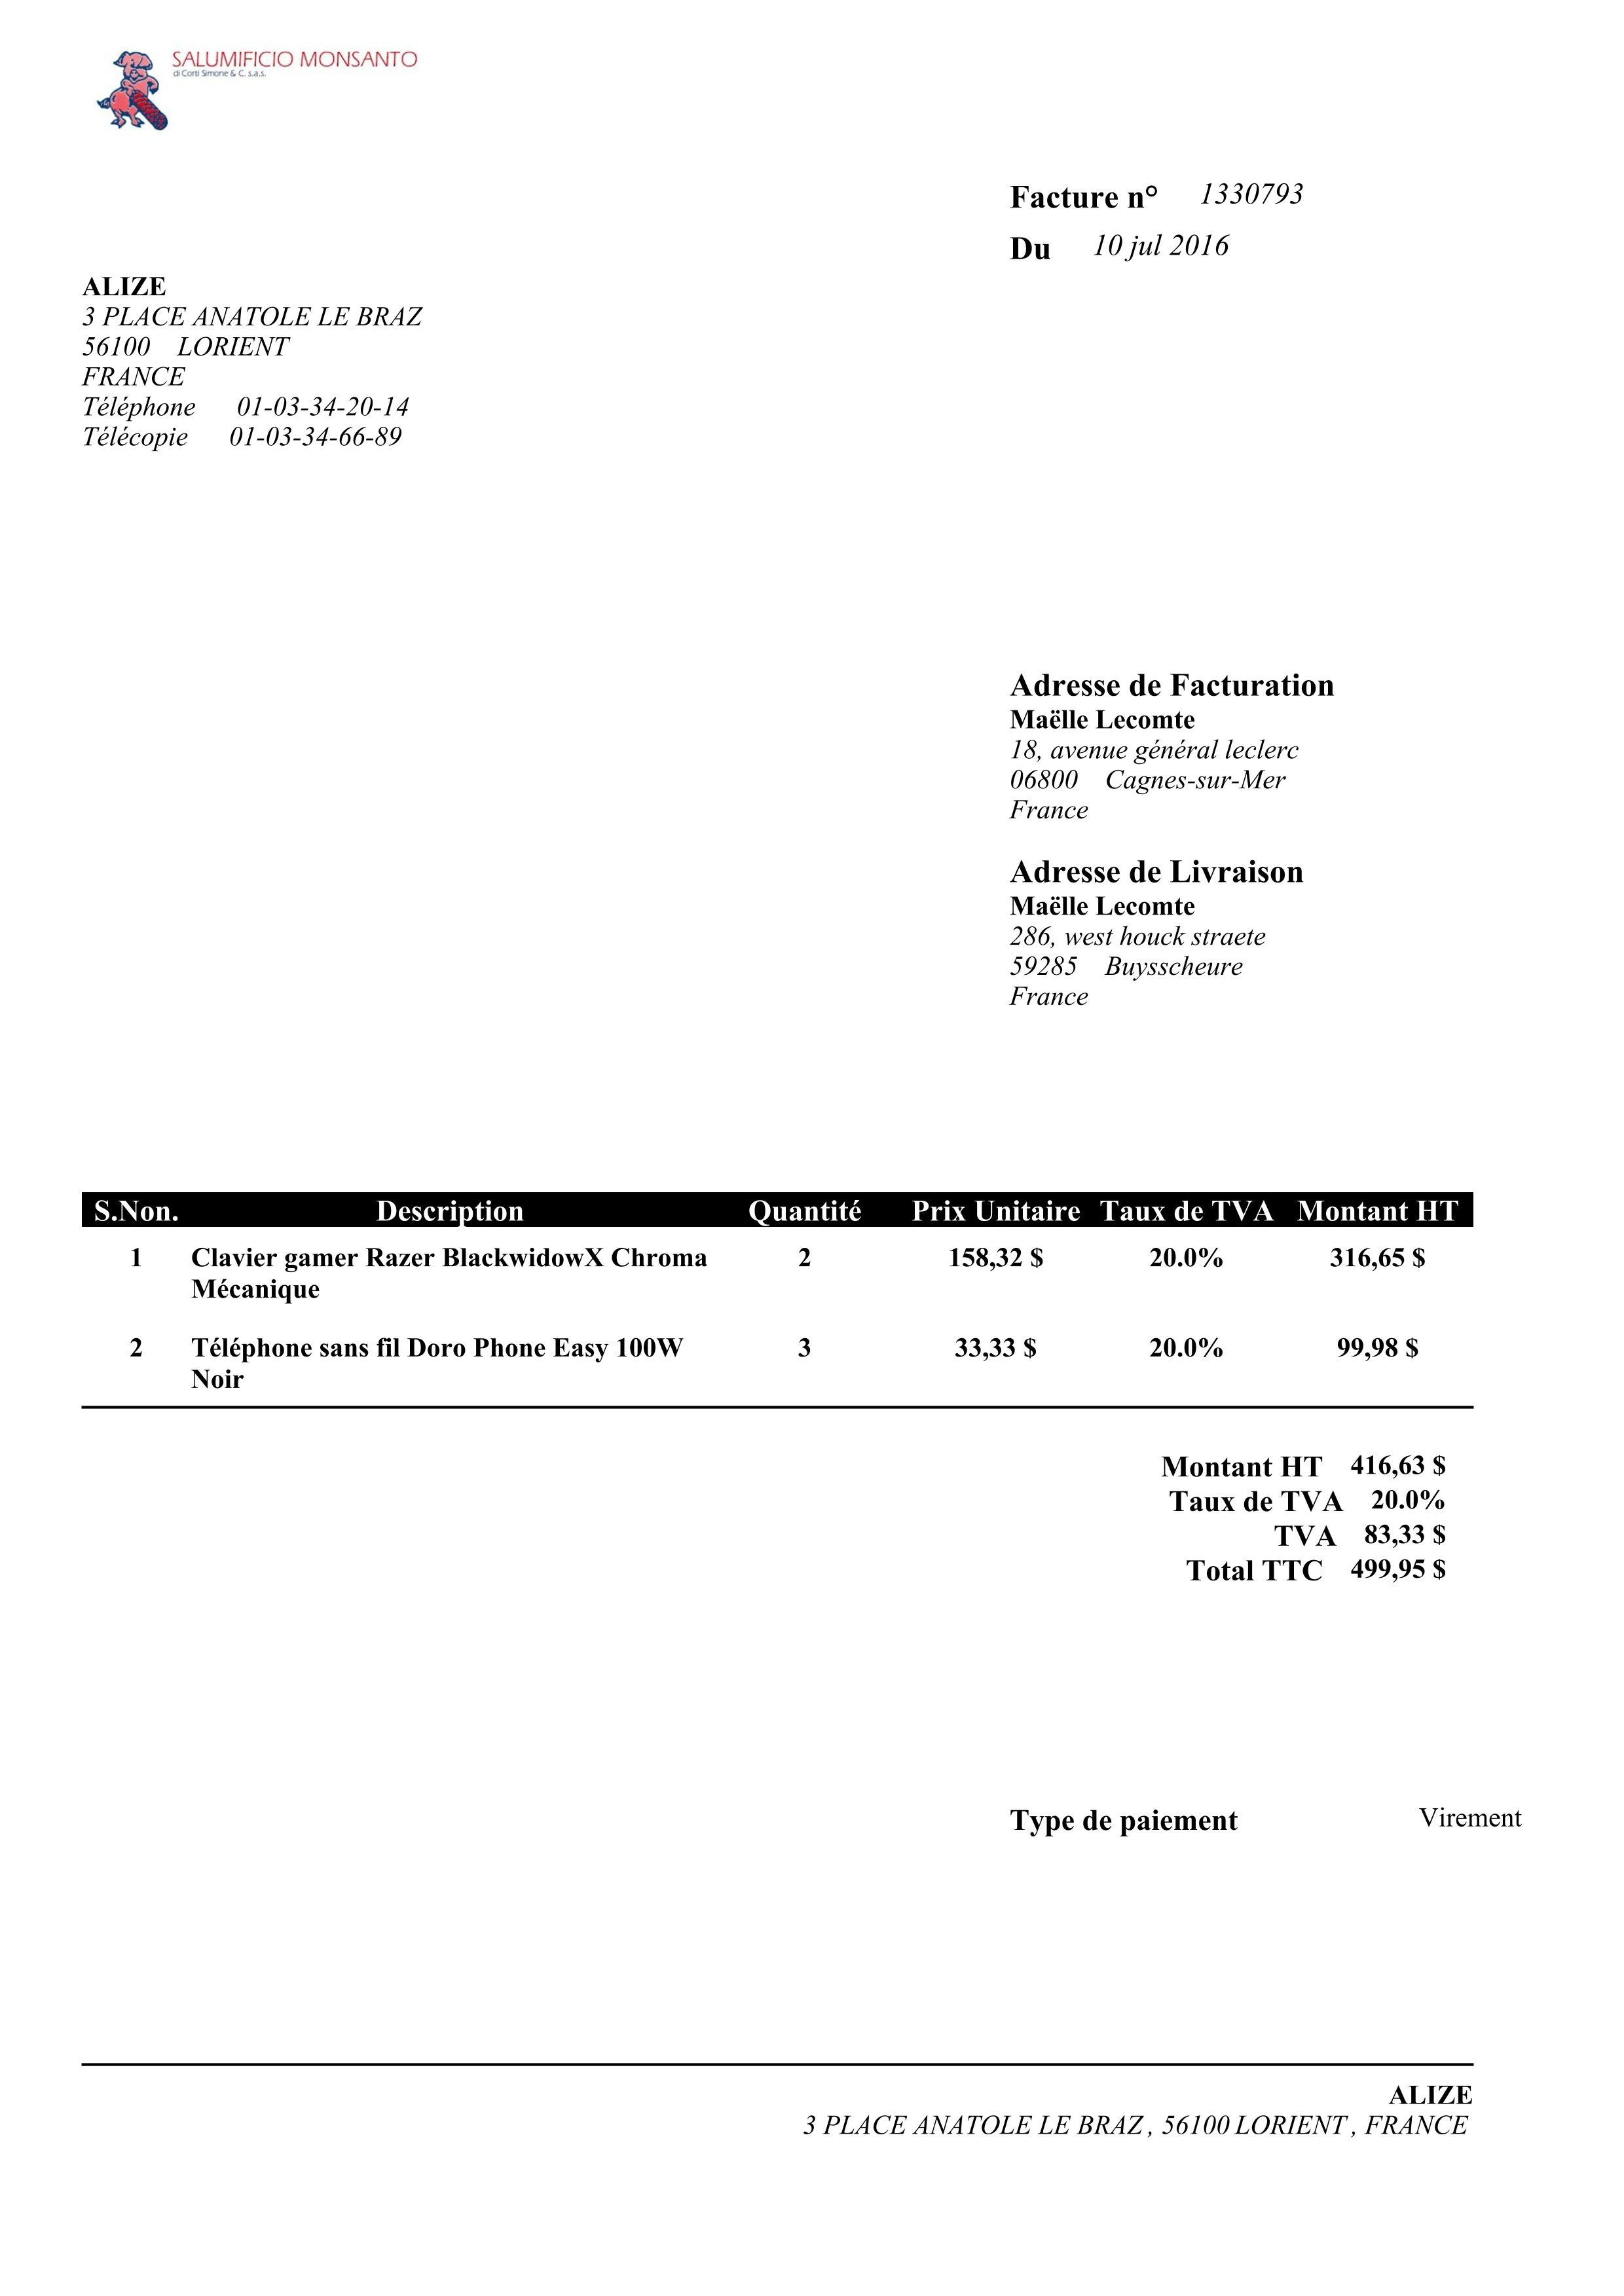 SALUMIFICIO MONSANTO
di Corti Simone & C. s.a.s.
Facture n° 1330793
Du 10 jul 2016
ALIZE
3 PLACE ANATOLE LE BRAZ
56100 LORIENT
FRANCE
Téléphone 01-03-34-20-14
Télécopie 01-03-34-66-89
Adresse de Facturation
Maëlle Lecomte
18, avenue général leclerc
06800 Cagnes-sur-Mer
France
Adresse de Livraison
Maëlle Lecomte
286, west houck straete
59285 Buysscheure
France
S.Non. Description Quantité Prix Unitaire Taux de TVA Montant HT
1 Clavier gamer Razer BlackwidowX Chroma 2 158,32 $ 20.0% 316,65 $
Mécanique
2 Téléphone sans fil Doro Phone Easy 100W 3 33,33 $ 20.0% 99,98 $
Noir
Montant HT 416,63 $
Taux de TVA 20.0%
TVA 83,33 $
Total TTC 499,95 $
Type de paiement Virement
ALIZE
3 PLACE ANATOLE LE BRAZ , 56100 LORIENT , FRANCE